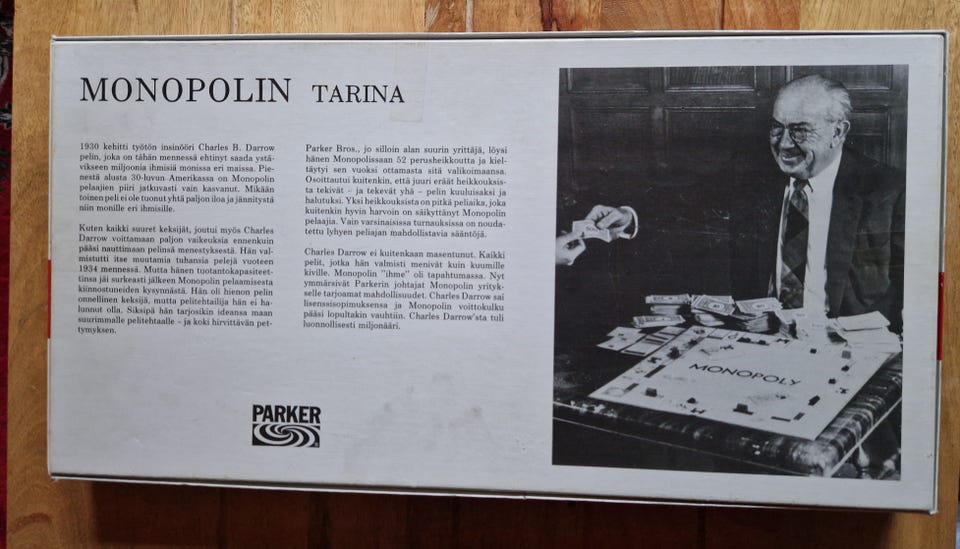 MONOPOLIN TARINA
1930 kehitti työtön insinööri Charles B. Darrow
pelin, joka on tähän mennessä ehtinyt saada ystä-
vikseen miljoonia ihmisiä monissa eri maissa. Pie-
nestä alusta 30-luvun Amerikassa on Monopolin
pelaajien piiri jatkuvasti vain kasvanut. Mikään
toinen peli ei ole tuonut yhtä paljon iloa ja jännitystä
niin monille eri ihmisille.
Kuten kaikki suuret keksijät, joutui myös Charles
Darrow voittamaan paljon vaikeuksia ennenkuin
pääsi nauttimaan pelinsä menestyksestä. Hän val-
mistutti itse muutamia tuhansia pelejä vuoteen
1934 mennessä. Mutta hänen tuotantokapasiteet-
tinsa jäi surkeasti jälkeen Monopolin pelaamisesta
kiinnostuneiden kysynnästä. Hän oli hienon pelin
onnellinen keksijä, mutta pelitehtailija hän ei ha-
lunnut olla. Siksipä hän tarjosikin ideansa maan
suurimmalle pelitehtaalle - ja koki hirvittävän pet-
tymyksen.
Parker Bros., jo silloin alan suurin yrittäjä, löysi
hänen Monopolissaan 52 perusheikkoutta ja kiel-
täytyi sen vuoksi ottamasta sitä valikoimaansa.
Osoittautui kuitenkin, että juuri eräät heikkouksis-
ta tekivät - ja tekevät yhä - pelin kuuluisaksi ja
halutuksi. Yksi heikkouksista on pitkä peliaika, joka
kuitenkin hyvin harvoin on säikyttänyt Monopolin
pelaajia. Vain varsinaisissa turnauksissa on nouda-
tettu lyhyen peliajan mahdollistavia sääntöjä.
Charles Darrow ei kuitenkaan masentunut. Kaikki
pelit, jotka hän valmisti menivät kuin kuumille
kiville. Monopolin "ihme" oli tapahtumassa. Nyt
ymmärsivät Parkerin johtajat Monopolin yrityk-
selle tarjoamat mahdollisuudet. Charles Darrow sai
lisenssisopimuksensa ja Monopolin voittokulku
pääsi lopultakin vauhtiin. Charles Darrow'sta tuli
luonnollisesti miljonääri.
PARKER
MONOPOLY